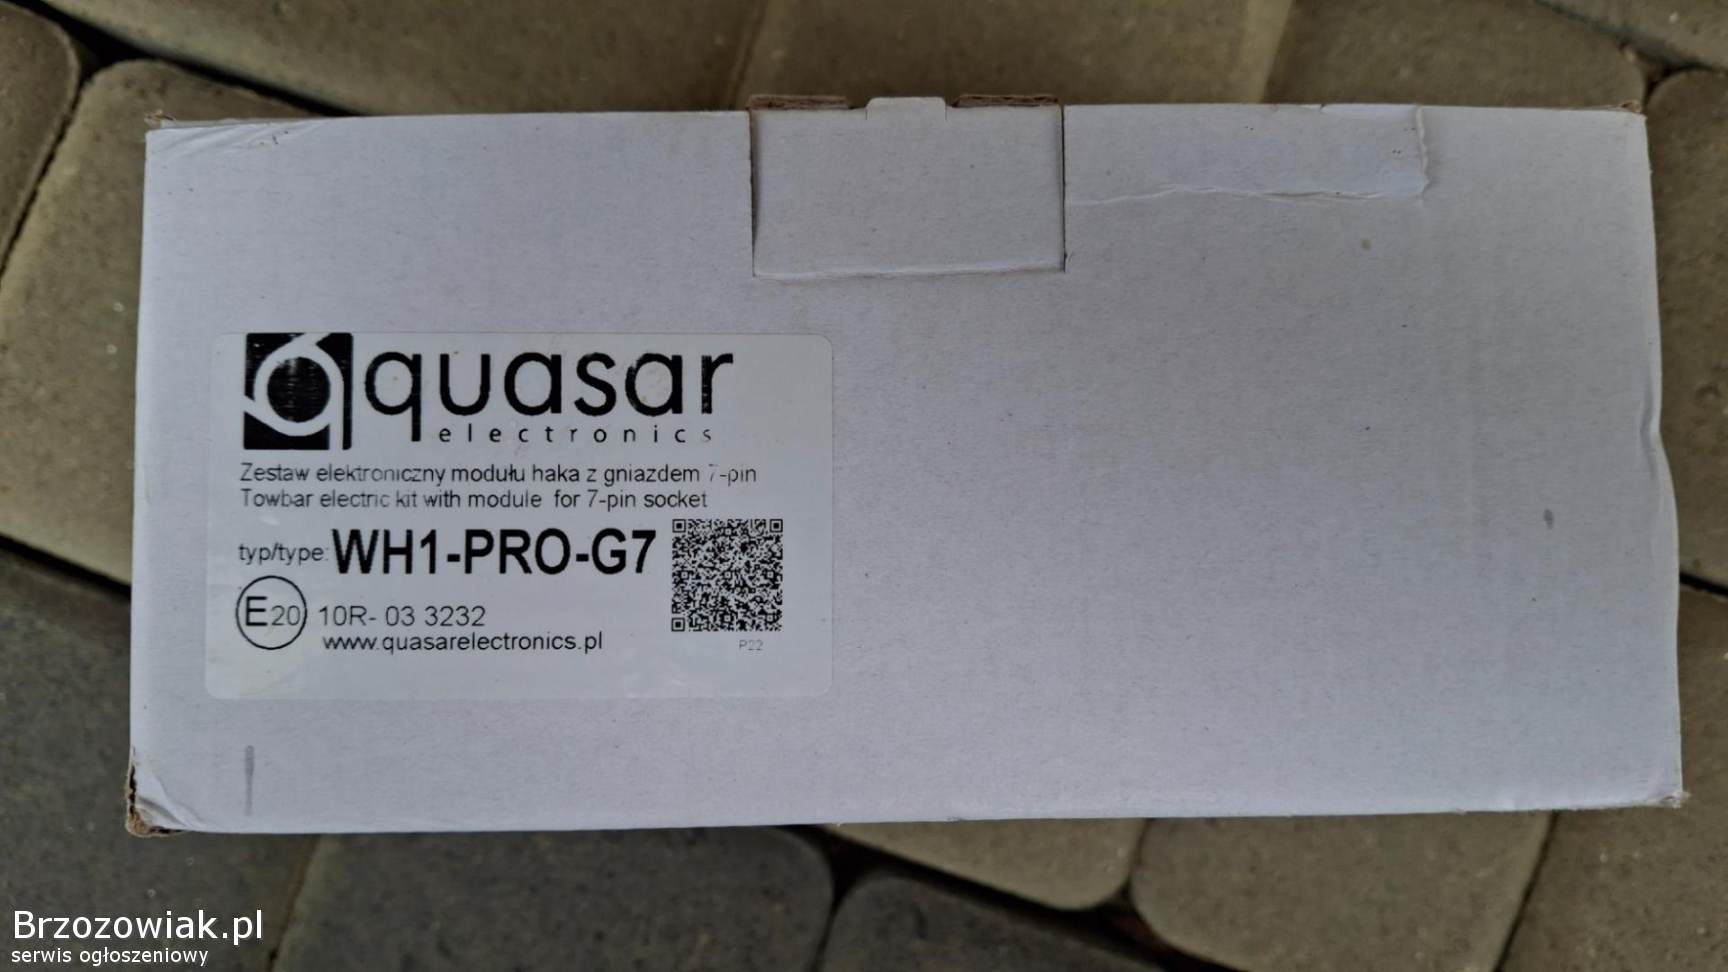 quasar
electronics
Zestaw elektroniczny modułu haka z gniazdem 7-pin
Towbar electric kit with module for 7-pin socket
typ/type: WH1-PRO-G7
E20 10R- 03 3232
www.quasarelectronics.pl
P22
Brzozowiak.pl
serwis ogłoszeniowy